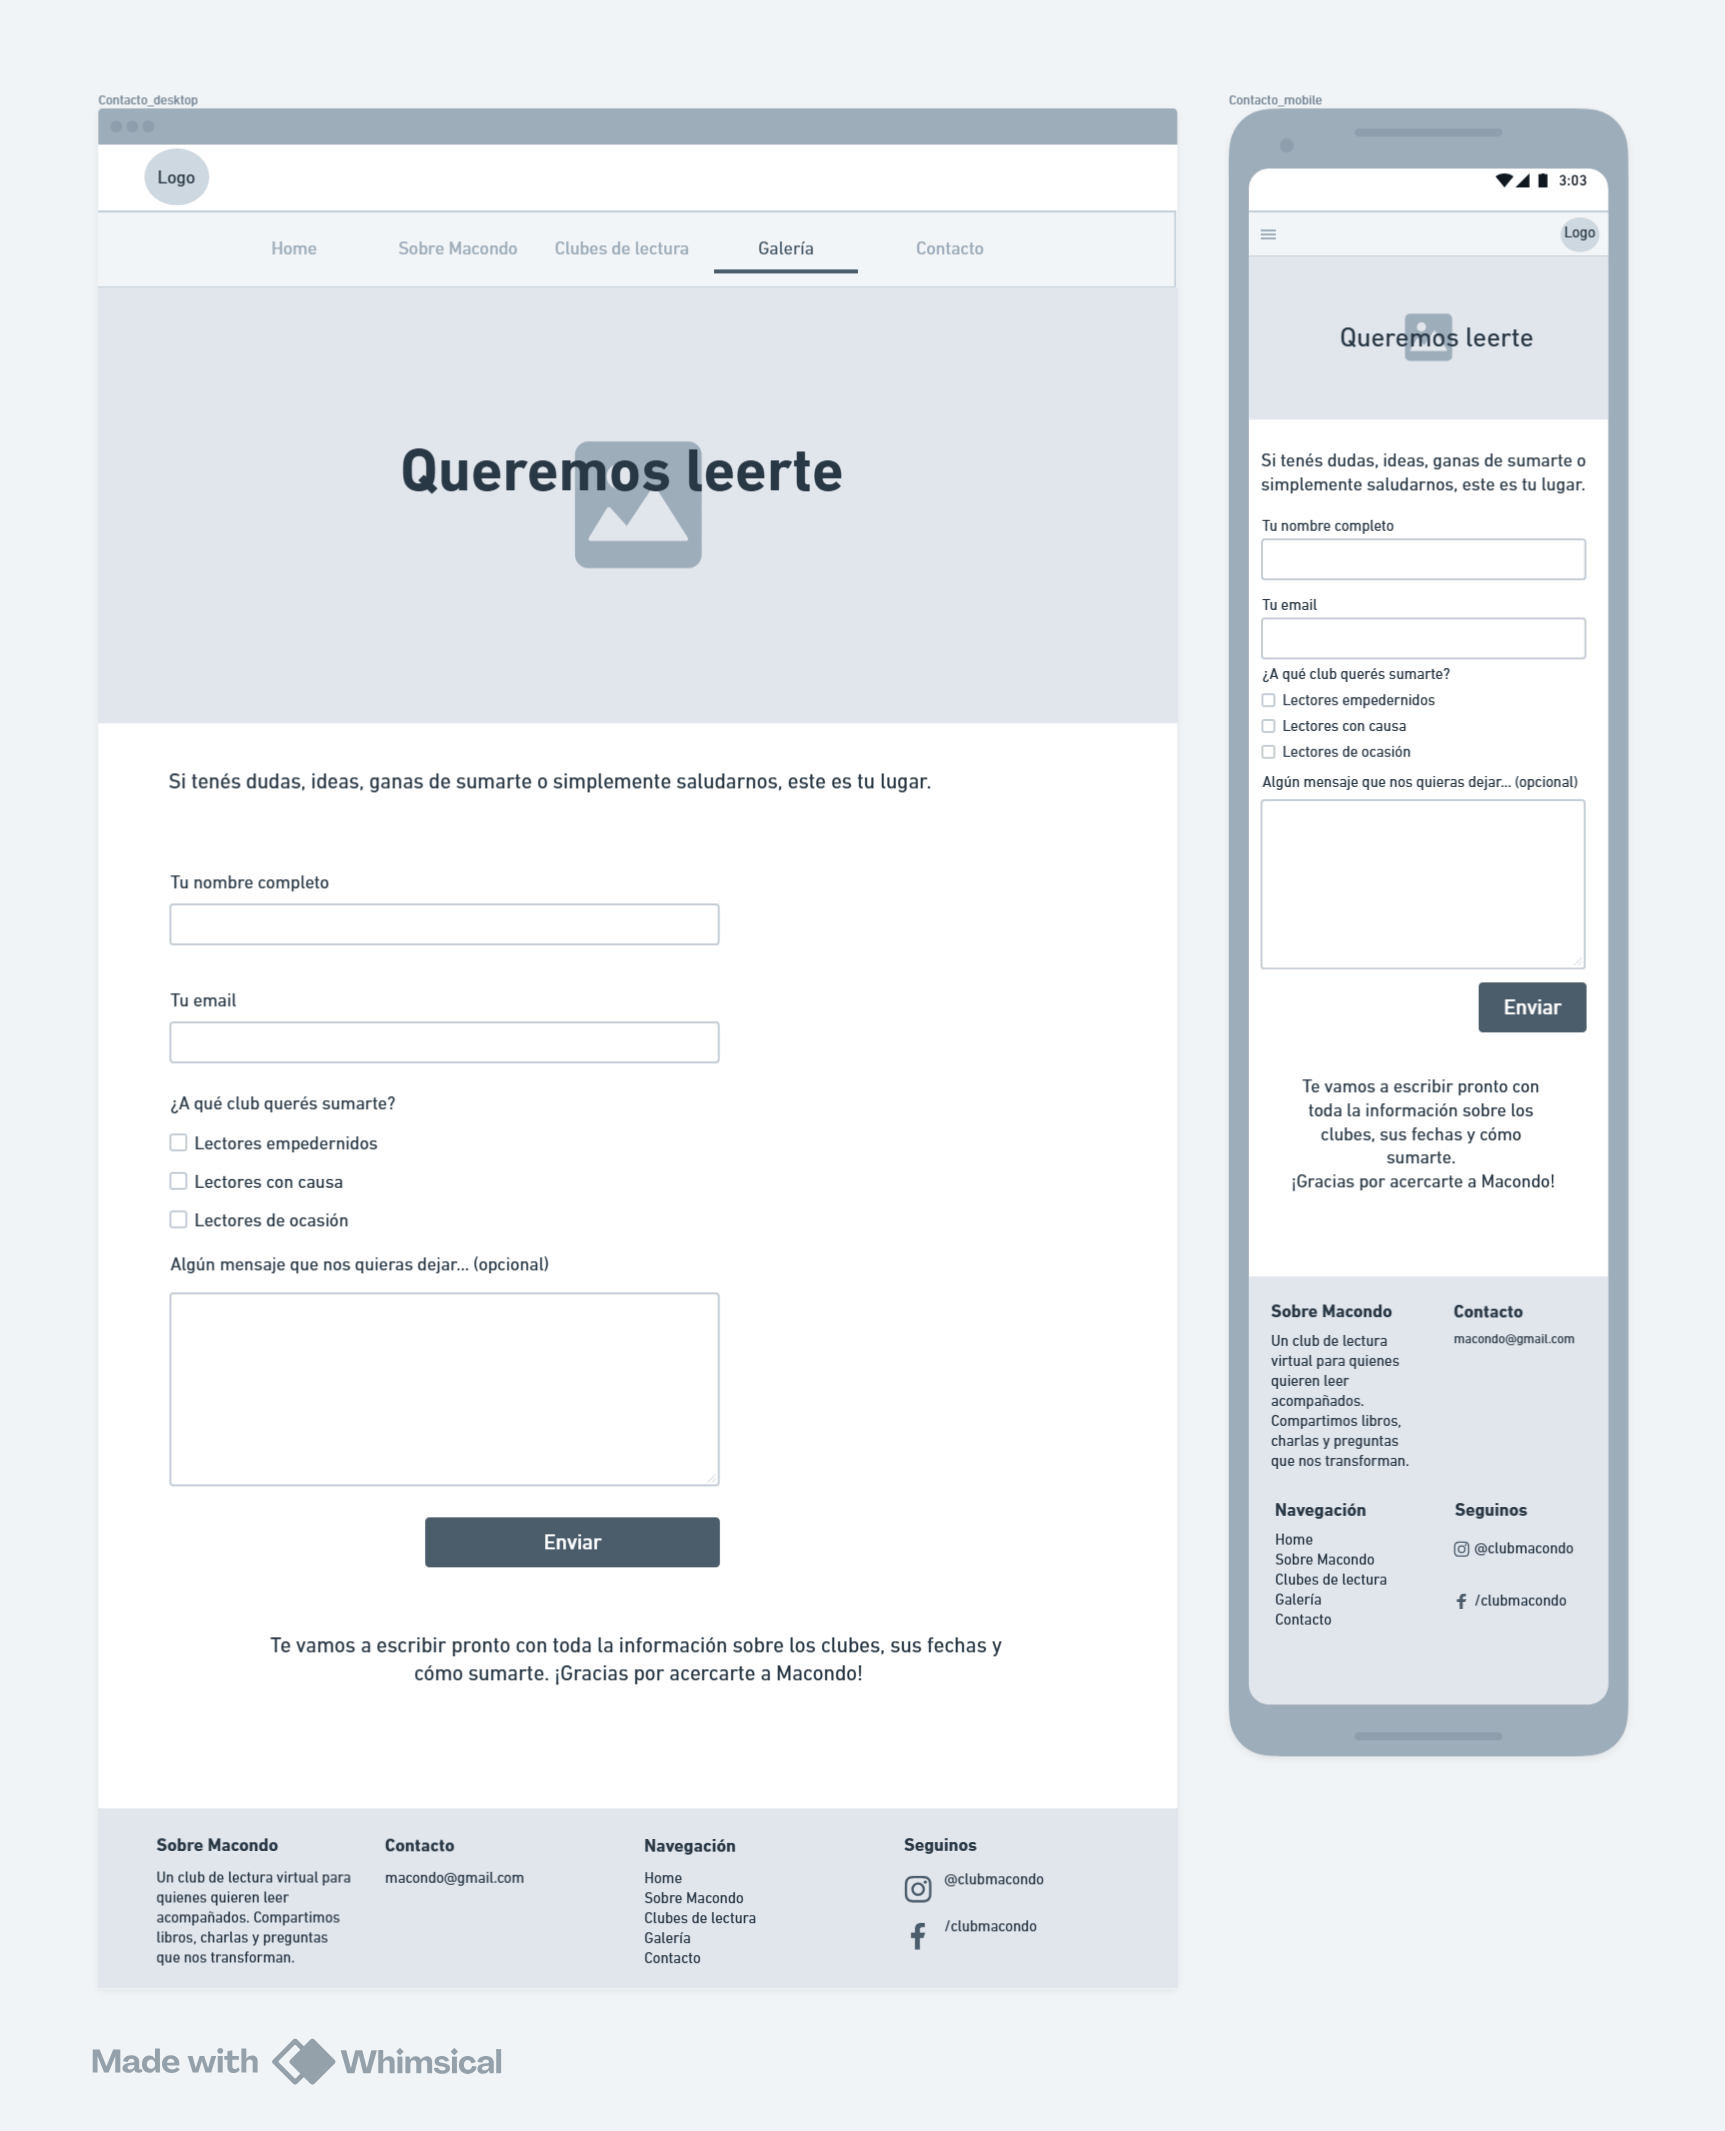 Contacto_desktop
Logo
Home Sobre Macondo Clubes de lectura Galería Contacto
Queremos leerte
Si tenés dudas, ideas, ganas de sumarte o simplemente saludarnos, este es tu lugar.
Tu nombre completo
Tu email
¿A qué club querés sumarte?
Lectores empedernidos
Lectores con causa
Lectores de ocasión
Algún mensaje que nos quieras dejar... (opcional)
Enviar
Te vamos a escribir pronto con toda la información sobre los clubes, sus fechas y
cómo sumarte. ¡Gracias por acercarte a Macondo!
Sobre Macondo
Un club de lectura virtual para
quienes quieren leer
acompañados. Compartimos
libros, charlas y preguntas
que nos transforman.
Contacto
macondo@gmail.com
Navegación
Home
Sobre Macondo
Clubes de lectura
Galería
Contacto
Seguinos
@clubmacondo
/clubmacondo
Contacto_mobile
3:03
Logo
Queremos leerte
Si tenés dudas, ideas, ganas de sumarte o
simplemente saludarnos, este es tu lugar.
Tu nombre completo
Tu email
¿A qué club querés sumarte?
Lectores empedernidos
Lectores con causa
Lectores de ocasión
Algún mensaje que nos quieras dejar... (opcional)
Enviar
Te vamos a escribir pronto con
toda la información sobre los
clubes, sus fechas y cómo
sumarte.
¡Gracias por acercarte a Macondo!
Sobre Macondo
Un club de lectura
virtual para quienes
quieren leer
acompañados.
Compartimos libros,
charlas y preguntas
que nos transforman.
Contacto
macondo@gmail.com
Navegación
Home
Sobre Macondo
Clubes de lectura
Galería
Contacto
Seguinos
@clubmacondo
/clubmacondo
Made with Whimsical